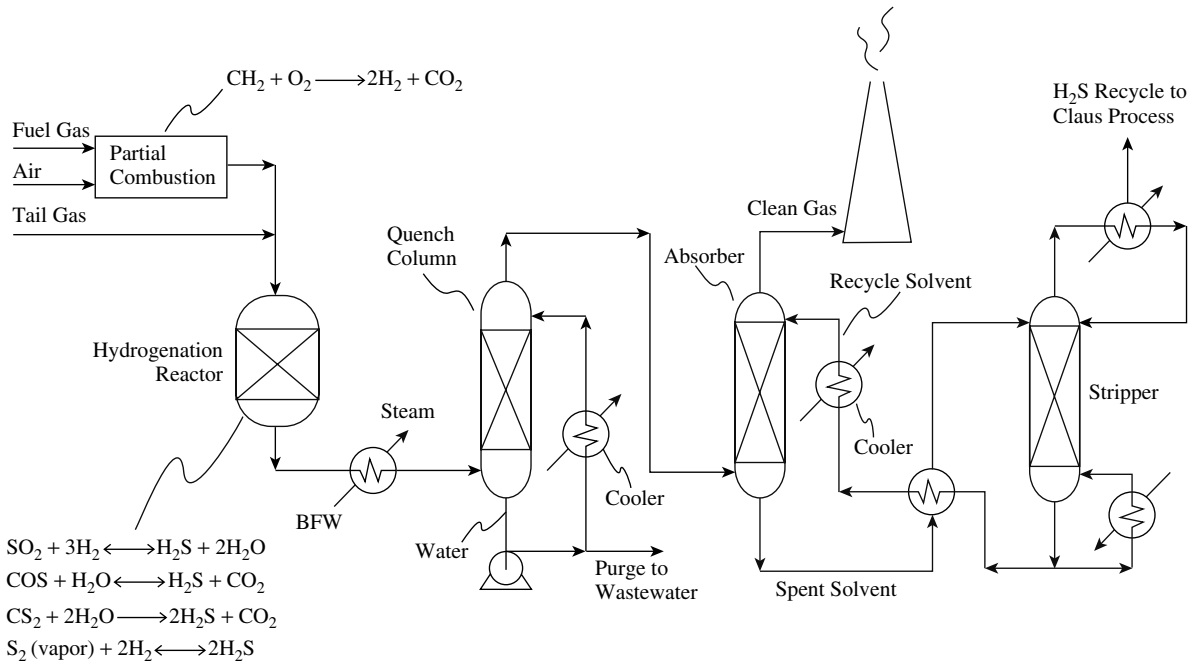 CH₂ + O₂ ⟶ 2H₂ + CO₂
H₂S Recycle to
Claus Process
Fuel Gas
Partial
Combustion
Air
Tail Gas
Clean Gas
Quench
Column
Absorber
Recycle Solvent
Hydrogenation
Reactor
Stripper
Steam
Cooler
Cooler
BFW
Water
Purge to
Wastewater
Spent Solvent
SO₂ + 3H₂ ⟷ H₂S + 2H₂O
COS + H₂O ⟷ H₂S + CO₂
CS₂ + 2H₂O ⟶ 2H₂S + CO₂
S₂ (vapor) + 2H₂ ⟷ 2H₂S